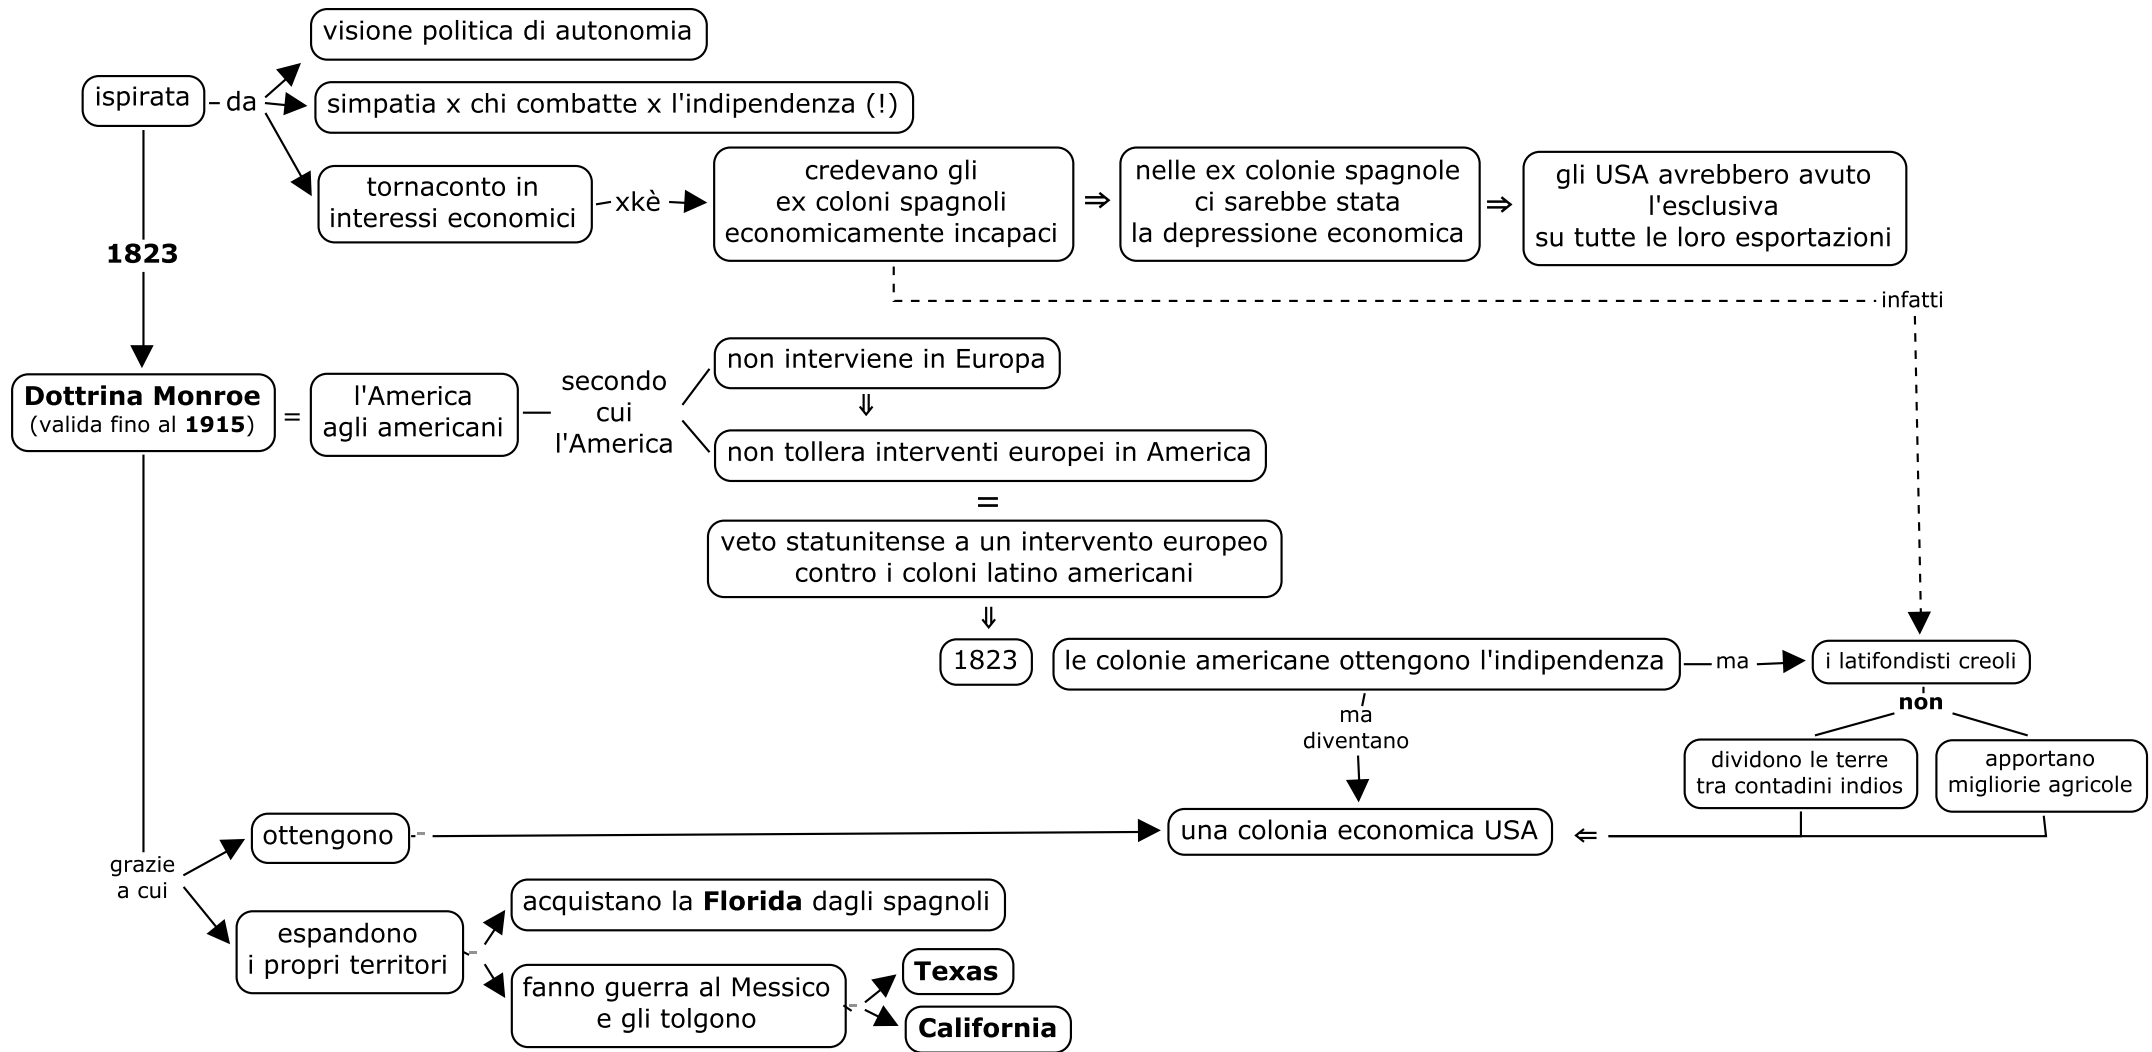 visione politica di autonomia
ispirata
da
simpatia x chi combatte x l'indipendenza (!)
tornaconto in
interessi economici
xkè
credevano gli
ex coloni spagnoli
economicamente incapaci
⇒
nelle ex colonie spagnole
ci sarebbe stata
la depressione economica
⇒
gli USA avrebbero avuto
l'esclusiva
su tutte le loro esportazioni
1823
infatti
Dottrina Monroe
(valida fino al 1915)
=
l'America
agli americani
secondo
cui
l'America
non interviene in Europa
⇓
non tollera interventi europei in America
=
veto statunitense a un intervento europeo
contro i coloni latino americani
⇓
1823
le colonie americane ottengono l'indipendenza
ma
i latifondisti creoli
non
dividono le terre
tra contadini indios
apportano
migliorie agricole
ma
diventano
una colonia economica USA
⇐
grazie
a cui
ottengono
espandono
i propri territori
acquistano la Florida dagli spagnoli
fanno guerra al Messico
e gli tolgono
Texas
California